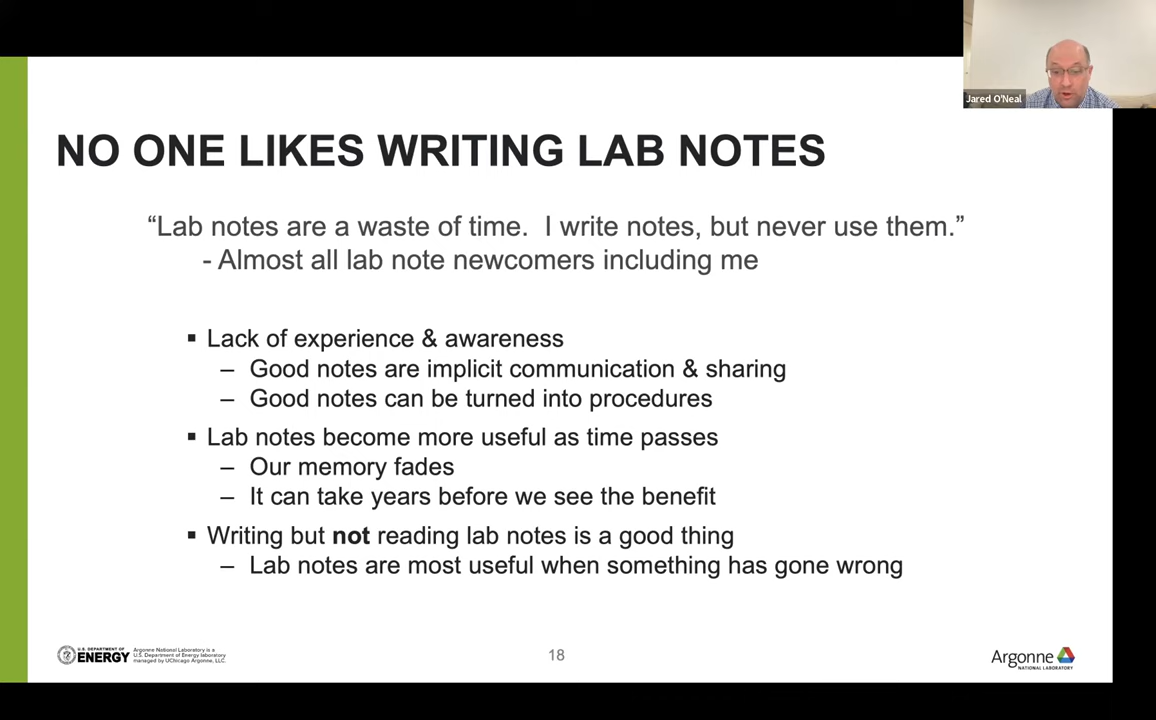 Jared O'Neal
NO ONE LIKES WRITING LAB NOTES
“Lab notes are a waste of time.  I write notes, but never use them.”
- Almost all lab note newcomers including me
▪ Lack of experience & awareness
– Good notes are implicit communication & sharing
– Good notes can be turned into procedures
▪ Lab notes become more useful as time passes
– Our memory fades
– It can take years before we see the benefit
▪ Writing but not reading lab notes is a good thing
– Lab notes are most useful when something has gone wrong
U.S. DEPARTMENT OF
ENERGY
Argonne National Laboratory is a
U.S. Department of Energy laboratory
managed by UChicago Argonne, LLC.
18
Argonne
NATIONAL LABORATORY